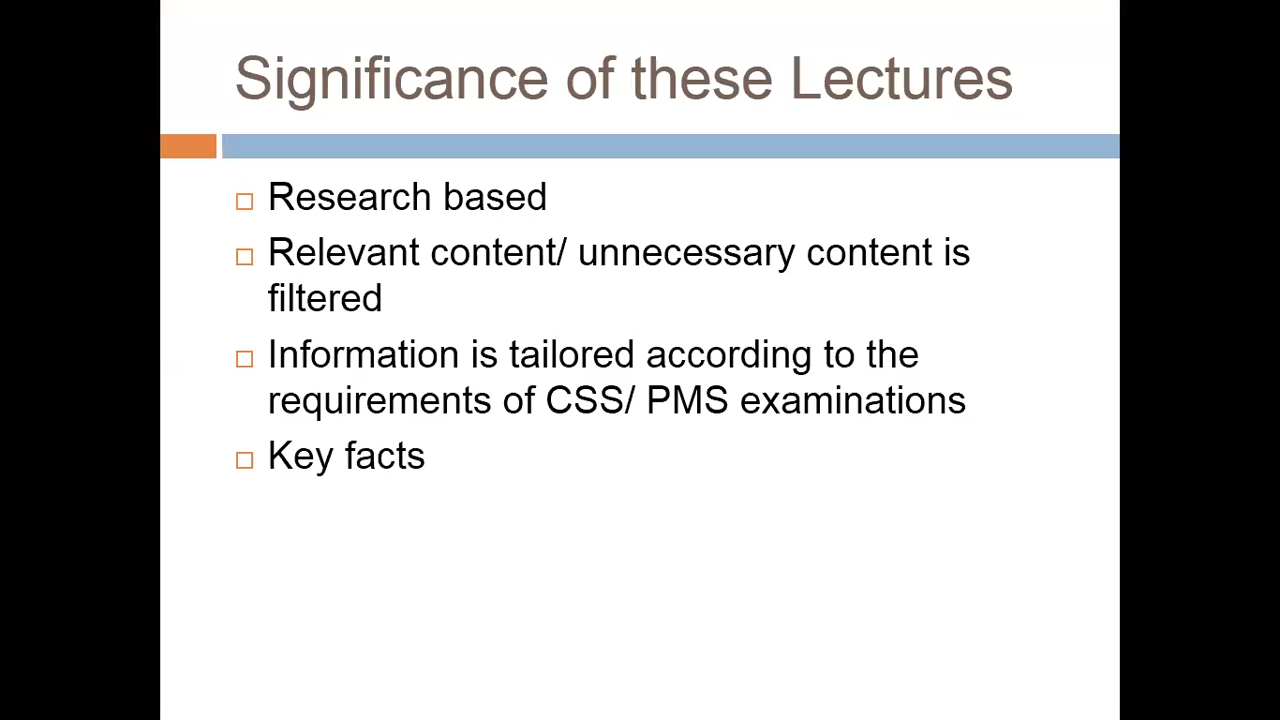 Significance of these Lectures
Research based
Relevant content/ unnecessary content is
filtered
Information is tailored according to the
requirements of CSS/ PMS examinations
Key facts